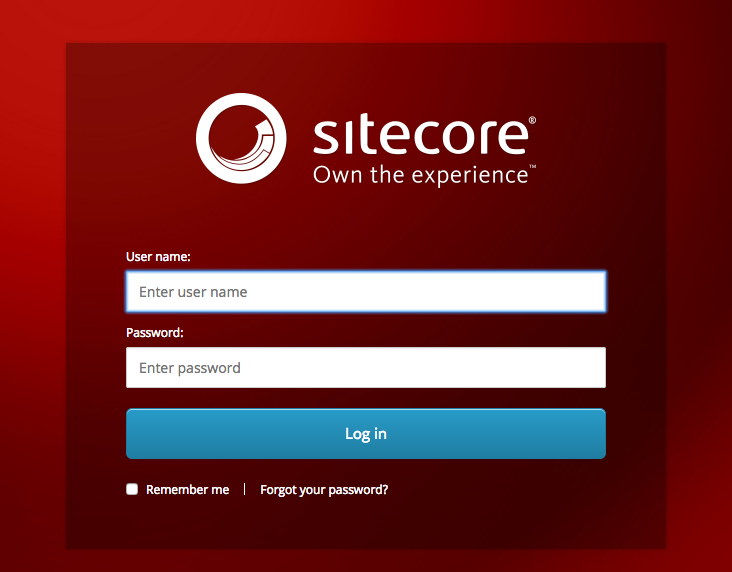 sitecore®
Own the experience™
User name:
Enter user name
Password:
Enter password
Log in
Remember me | Forgot your password?